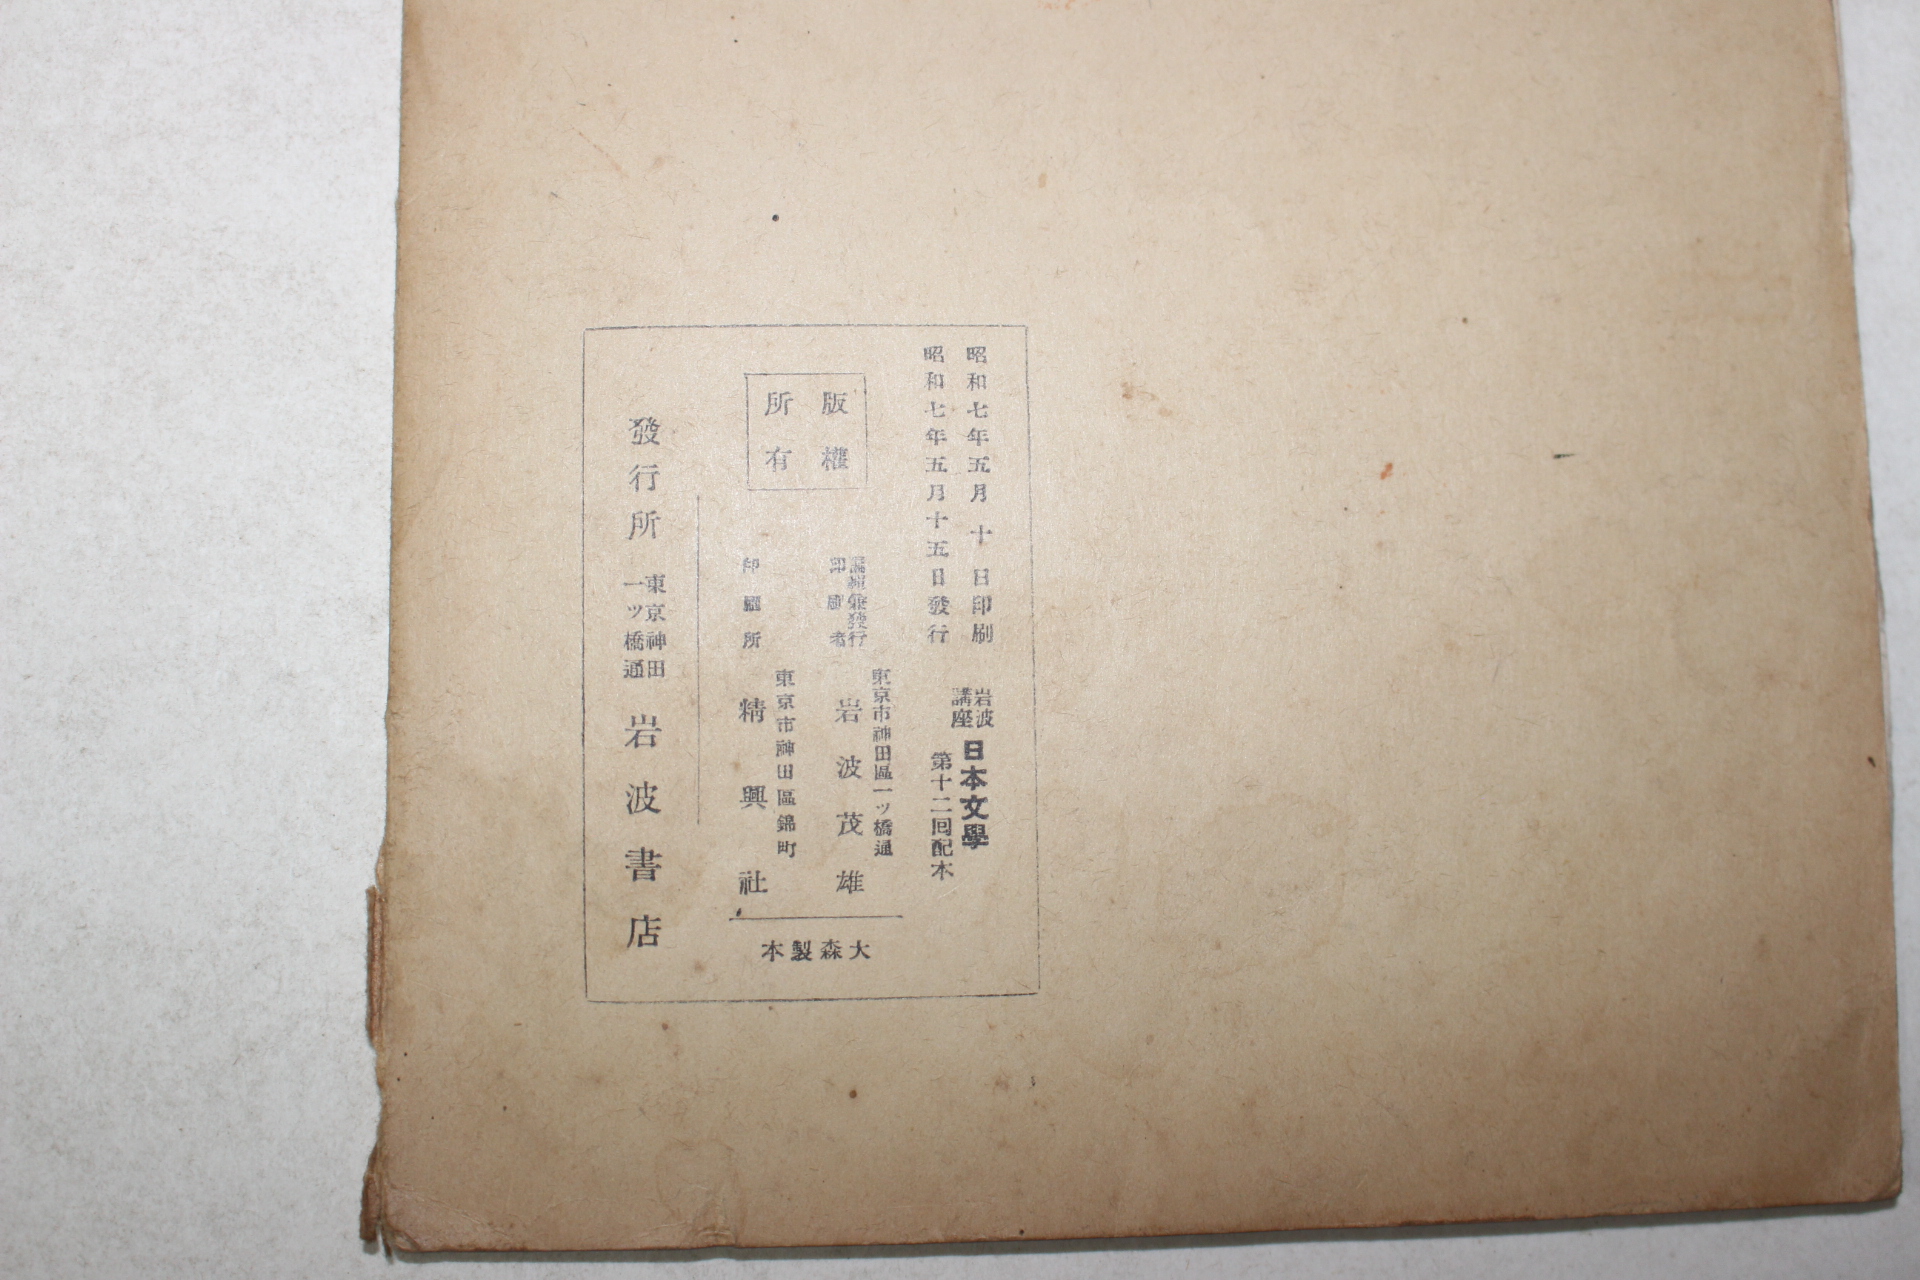 昭和七年五月十日印刷
昭和七年五月十五日發行
岩波
講座
日本文學
第十二回配本
版權
所有
編輯兼發行
印刷者
東京市神田區一ツ橋通
岩波茂雄
印刷所
東京市神田區錦町
精興社
大森製本
發行所
東京神田
一ツ橋通
岩波書店